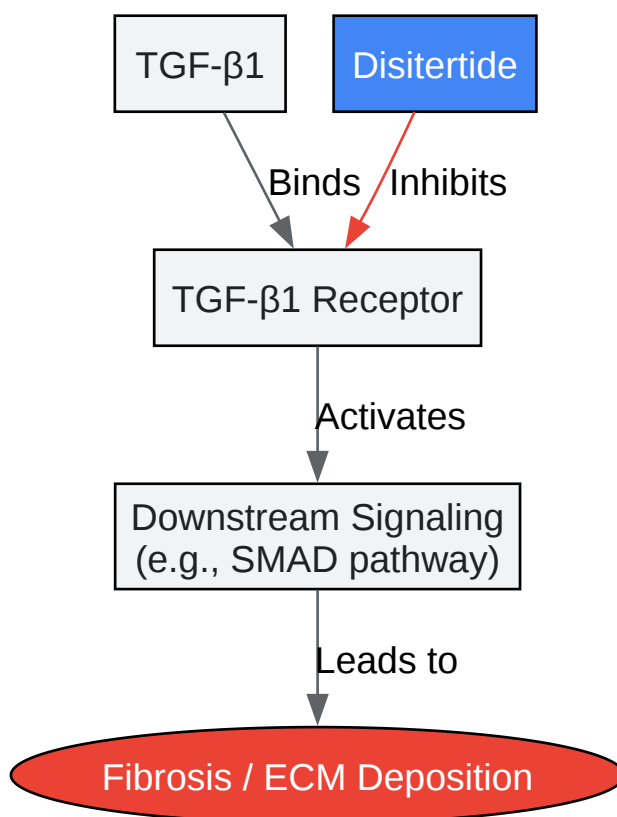 TGF-β1
Disitertide
Binds
Inhibits
TGF-β1 Receptor
Activates
Downstream Signaling
(e.g., SMAD pathway)
Leads to
Fibrosis / ECM Deposition